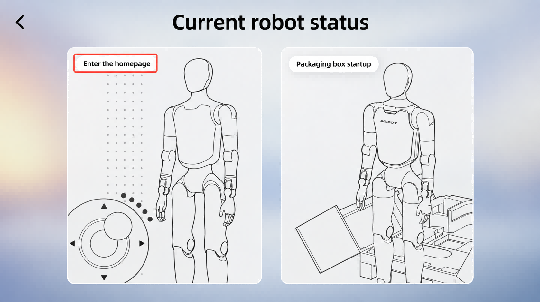 Current robot status
Enter the homepage
Packaging box startup